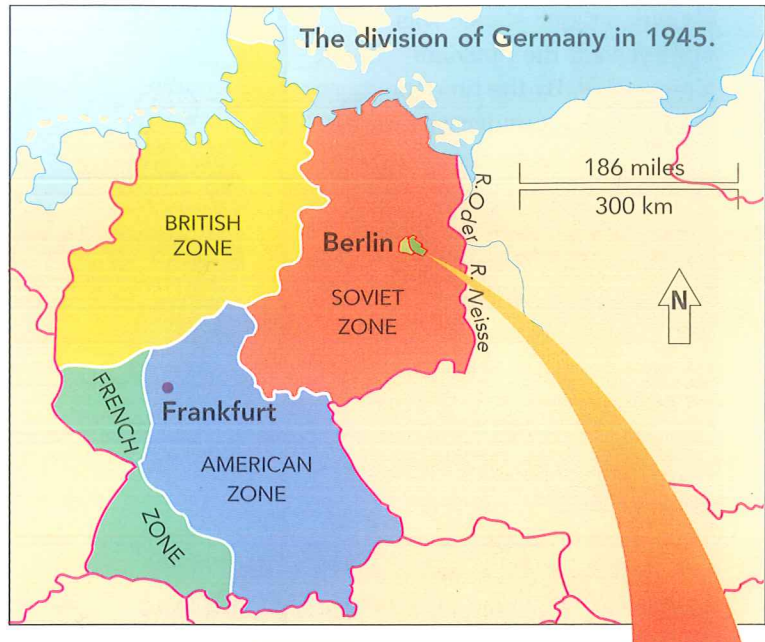 The division of Germany in 1945.
186 miles
300 km
R. Oder
R. Neisse
N
BRITISH
ZONE
Berlin
SOVIET
ZONE
FRENCH
ZONE
Frankfurt
AMERICAN
ZONE